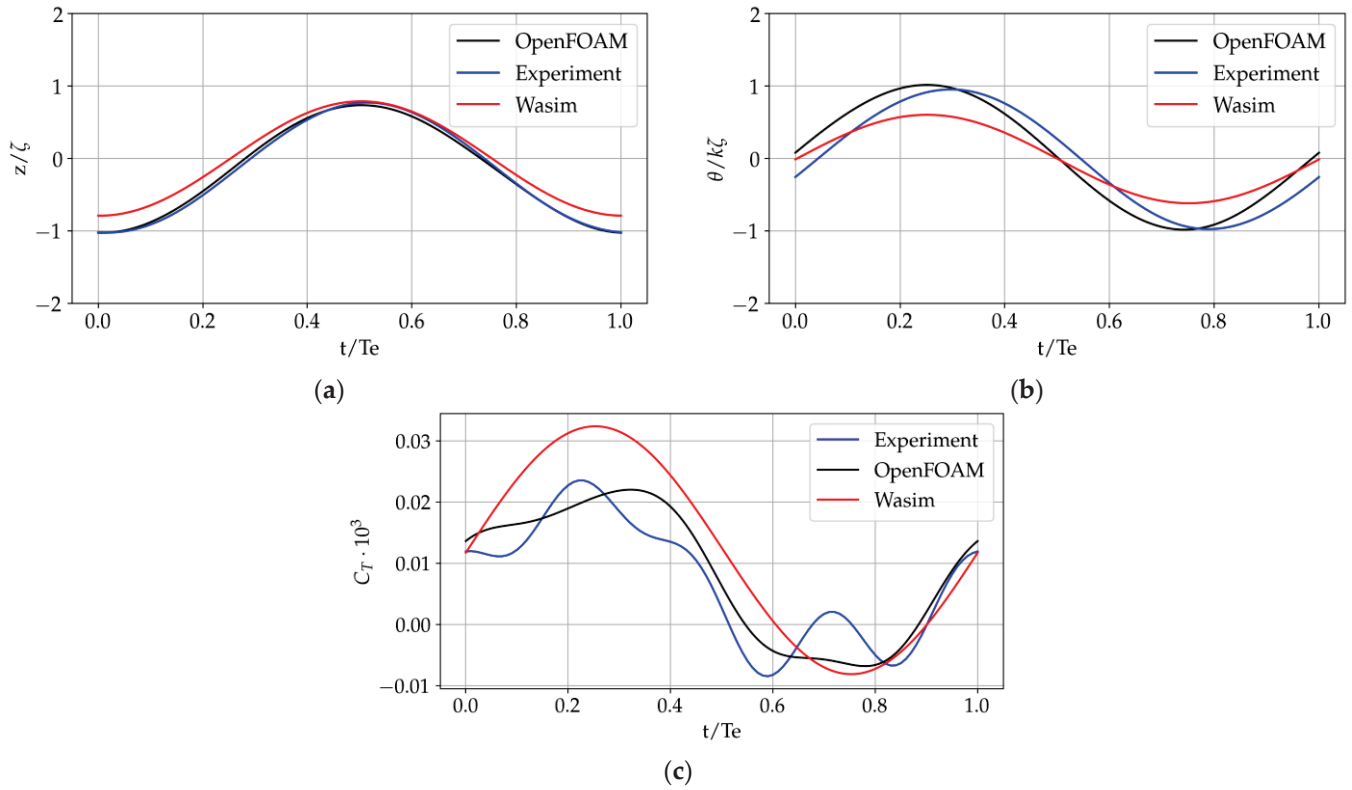 2
1
0
−1
−2
z/ζ
OpenFOAM
Experiment
Wasim
0.0 0.2 0.4 0.6 0.8 1.0
t/Te
(a)
2
1
0
−1
−2
θ/kζ
OpenFOAM
Experiment
Wasim
0.0 0.2 0.4 0.6 0.8 1.0
t/Te
(b)
0.03
0.02
0.01
0.00
−0.01
C_T · 10³
Experiment
OpenFOAM
Wasim
0.0 0.2 0.4 0.6 0.8 1.0
t/Te
(c)